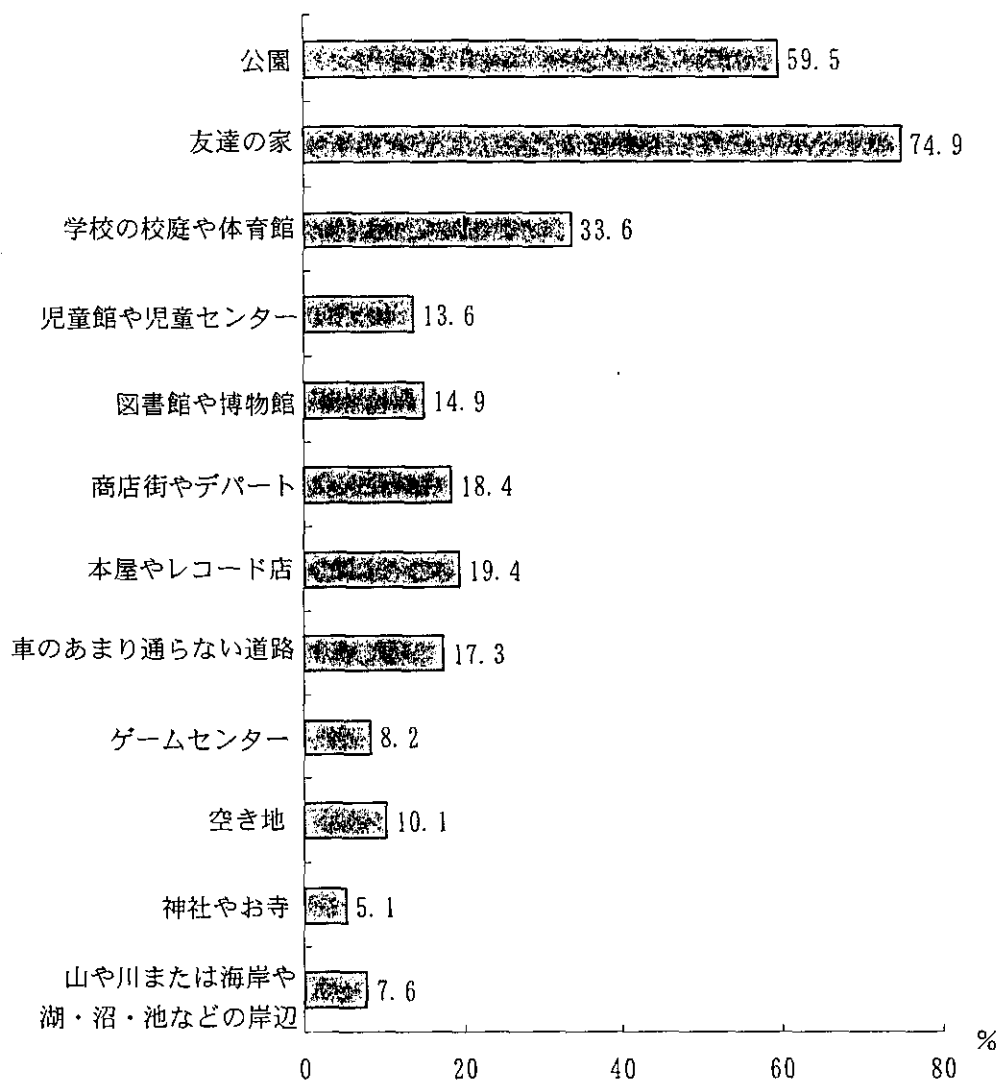 公園 59.5
友達の家 74.9
学校の校庭や体育館 33.6
児童館や児童センター 13.6
図書館や博物館 14.9
商店街やデパート 18.4
本屋やレコード店 19.4
車のあまり通らない道路 17.3
ゲームセンター 8.2
空き地 10.1
神社やお寺 5.1
山や川または海岸や
湖・沼・池などの岸辺 7.6
0 20 40 60 80 %